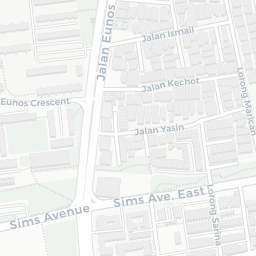 Jalan Eunos
Jalan Ismail
Lorong Marican
Jalan Kechot
Eunos Crescent
Jalan Yasin
Sims Ave. East
Sims Avenue
Lorong Sarina